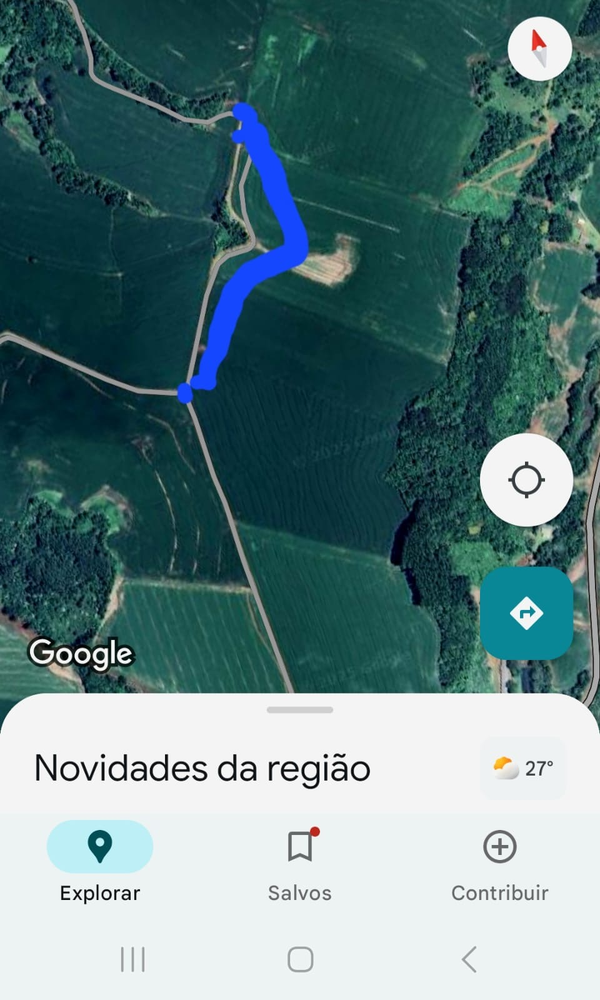 Google
Novidades da região
27°
Explorar
Salvos
Contribuir